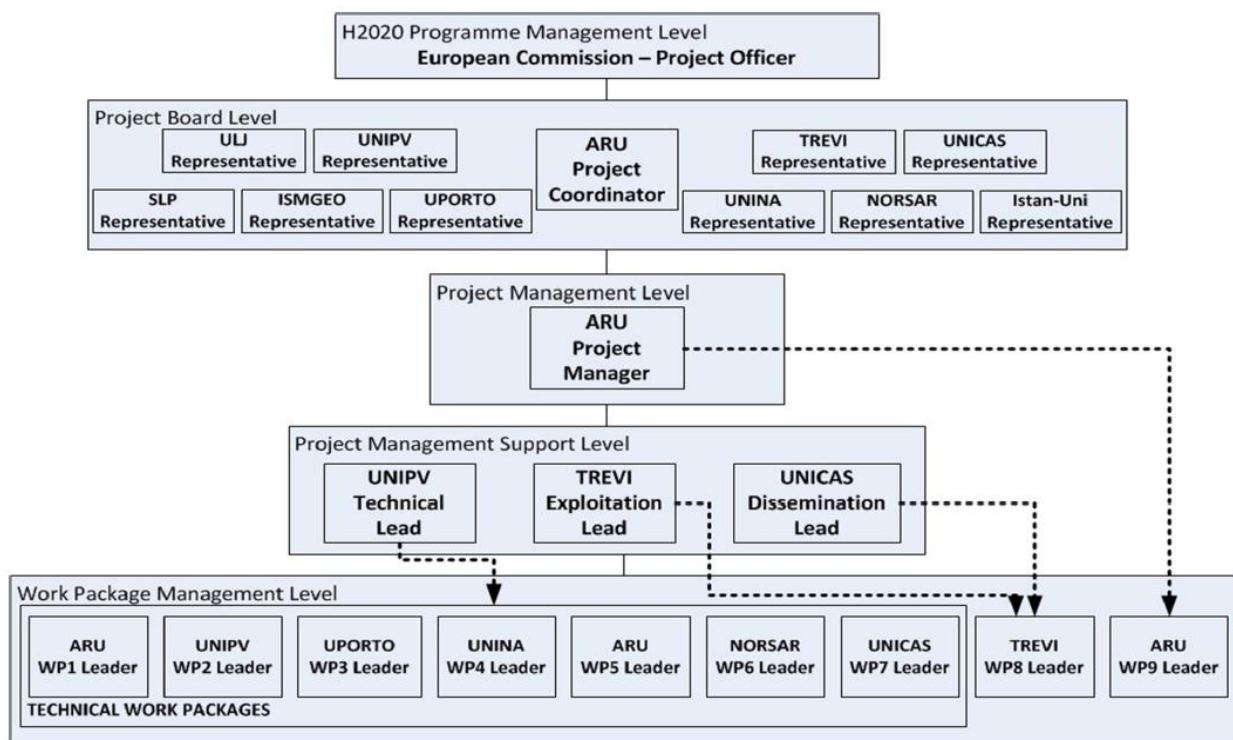 H2020 Programme Management Level
European Commission – Project Officer
Project Board Level
ULJ
Representative
UNIPV
Representative
ARU
Project
Coordinator
TREVI
Representative
UNICAS
Representative
SLP
Representative
ISMGEO
Representative
UPORTO
Representative
UNINA
Representative
NORSAR
Representative
Istan-Uni
Representative
Project Management Level
ARU
Project
Manager
Project Management Support Level
UNIPV
Technical
Lead
TREVI
Exploitation
Lead
UNICAS
Dissemination
Lead
Work Package Management Level
ARU
WP1 Leader
UNIPV
WP2 Leader
UPORTO
WP3 Leader
UNINA
WP4 Leader
ARU
WP5 Leader
NORSAR
WP6 Leader
UNICAS
WP7 Leader
TREVI
WP8 Leader
ARU
WP9 Leader
TECHNICAL WORK PACKAGES